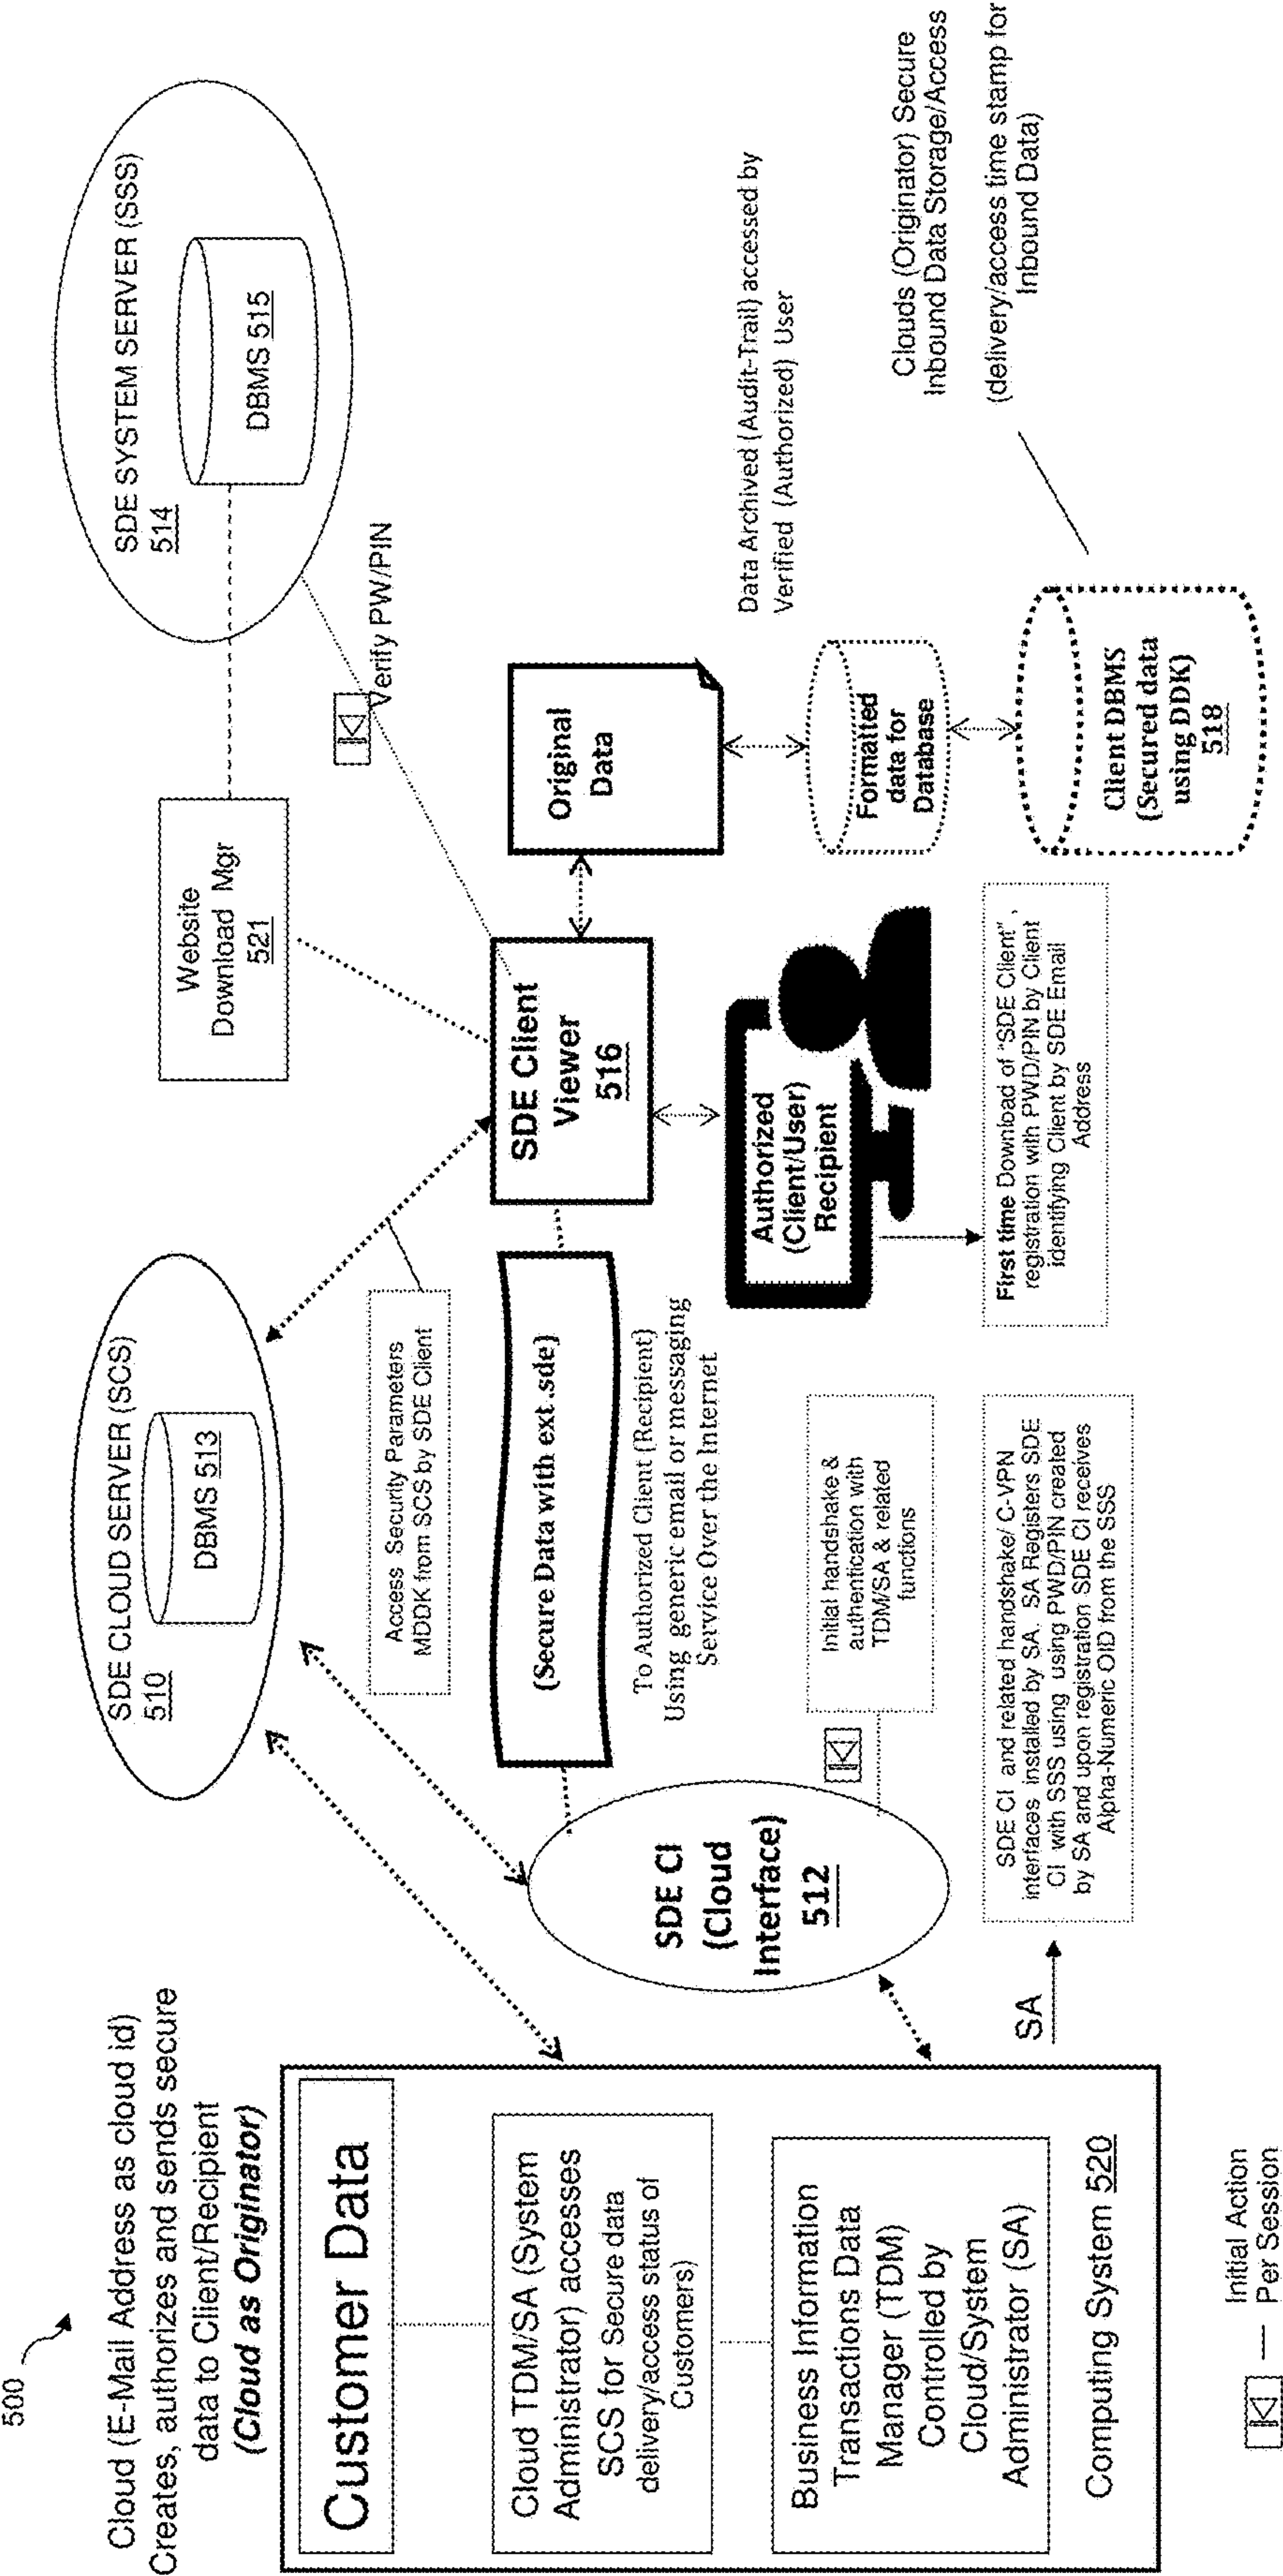 500
Cloud (E-Mail Address as cloud id)
Creates, authorizes and sends secure
data to Client/Recipient
(Cloud as Originator)
Customer Data
Cloud TDM/SA (System
Administrator) accesses
SCS for Secure data
delivery/access status of
Customers)
Business Information
Transactions Data
Manager (TDM)
Controlled by
Cloud/System
Administrator (SA)
Computing System 520
SA
SDE CLOUD SERVER (SCS)
510
DBMS 513
Access Security Parameters
MDDK from SCS by SDE Client
(Secure Data with ext .sde)
To Authorized Client (Recipient)
Using generic email or messaging
Service Over the Internet
SDE CI
(Cloud
Interface)
512
Initial handshake &
authentication with
TDM/SA & related
functions
SDE CI and related handshake/ C-VPN
interfaces installed by SA. SA Registers SDE
CI with SSS using using PWD/PIN created
by SA and upon registration SDE CI receives
Alpha-Numeric OID from the SSS
SDE SYSTEM SERVER (SSS)
514
DBMS 515
Website
Download Mgr
521
Verify PW/PIN
SDE Client
Viewer
516
Original
Data
Authorized
(Client/User)
Recipient
First time Download of "SDE Client",
registration with PWD/PIN by Client
identifying Client by SDE Email
Address
Formatted
data for
Database
Data Archived (Audit-Trail) accessed by
Verified (Authorized) User
Client DBMS
(Secured data
using DDK)
518
Clouds (Originator) Secure
Inbound Data Storage/Access
(delivery/access time stamp for
Inbound Data)
Initial Action
— Per Session